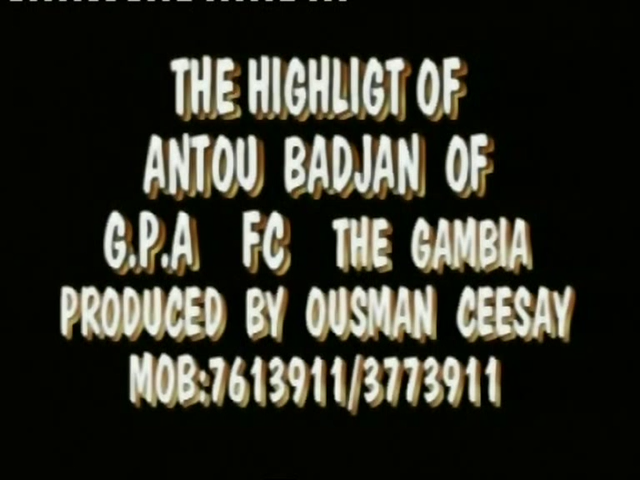 THE HIGHLIGT OF
ANTOU BADJAN OF
G.P.A FC THE GAMBIA
PRODUCED BY OUSMAN CEESAY
MOB:7613911/3773911